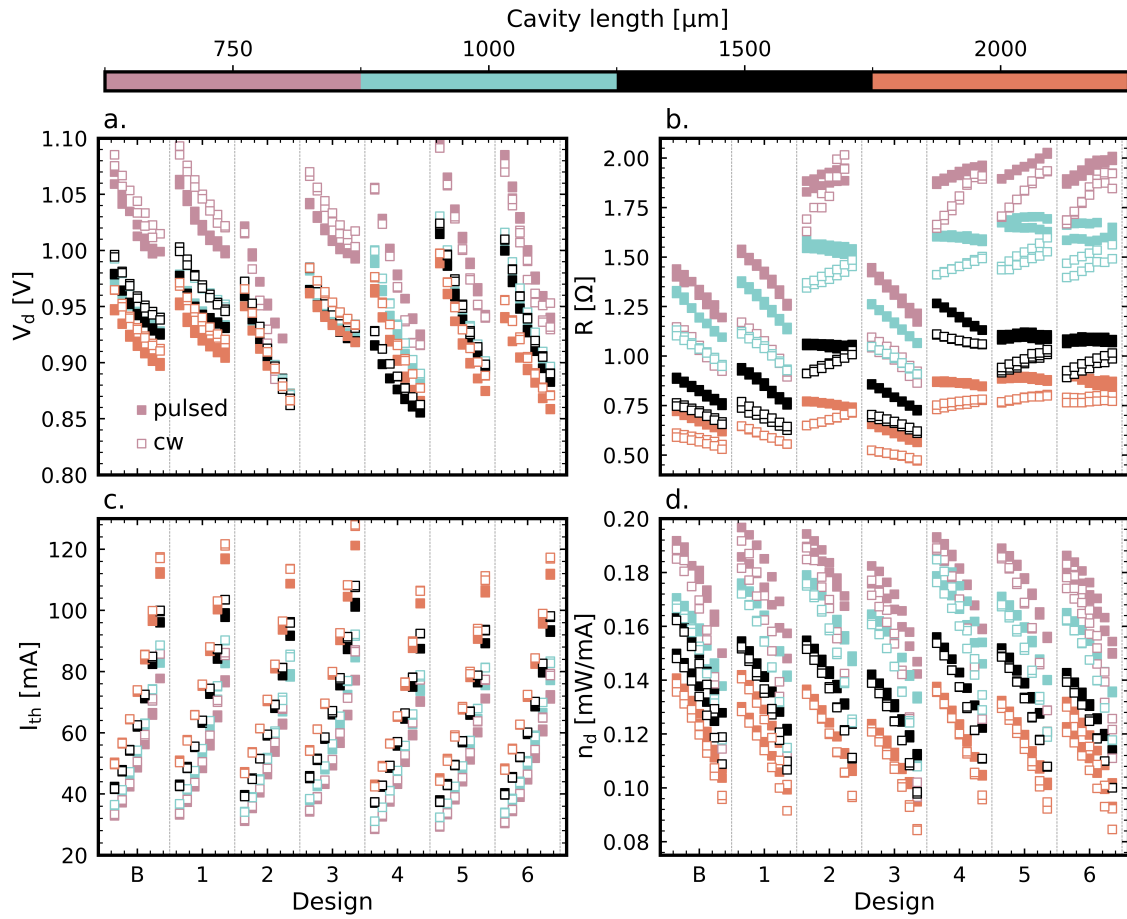 Cavity length [μm]
750 1000 1500 2000
a. b.
1.10
1.05
1.00
0.95
0.90
0.85
0.80
V_d [V]
pulsed
cw
2.00
1.75
1.50
1.25
1.00
0.75
0.50
R [Ω]
c. d.
120
100
80
60
40
20
I_th [mA]
B 1 2 3 4 5 6
Design
0.20
0.18
0.16
0.14
0.12
0.10
0.08
n_d [mW/mA]
B 1 2 3 4 5 6
Design